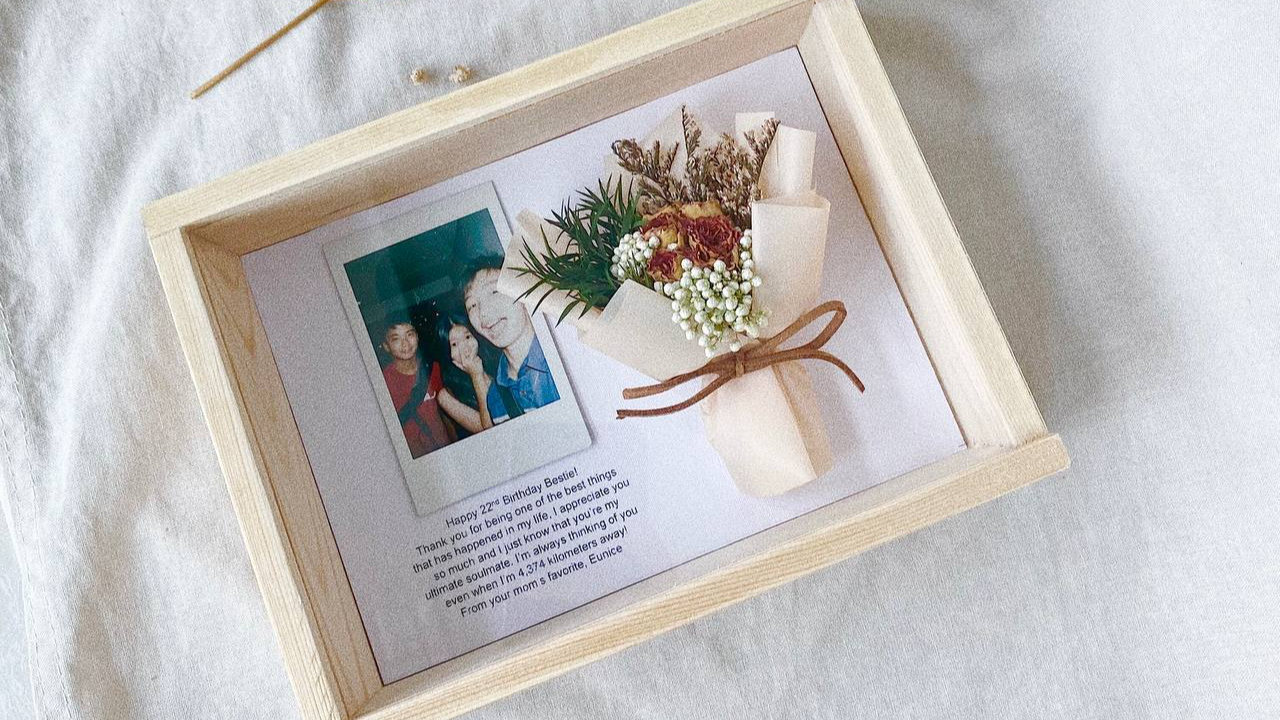 Happy 22nd Birthday Bestie!
Thank you for being one of the best things
that has happened in my life. I appreciate you
so much and I just know that you're my
ultimate soulmate. I'm always thinking of you
even when I'm 4,374 kilometers away!
From your mom s favorite, Eunice